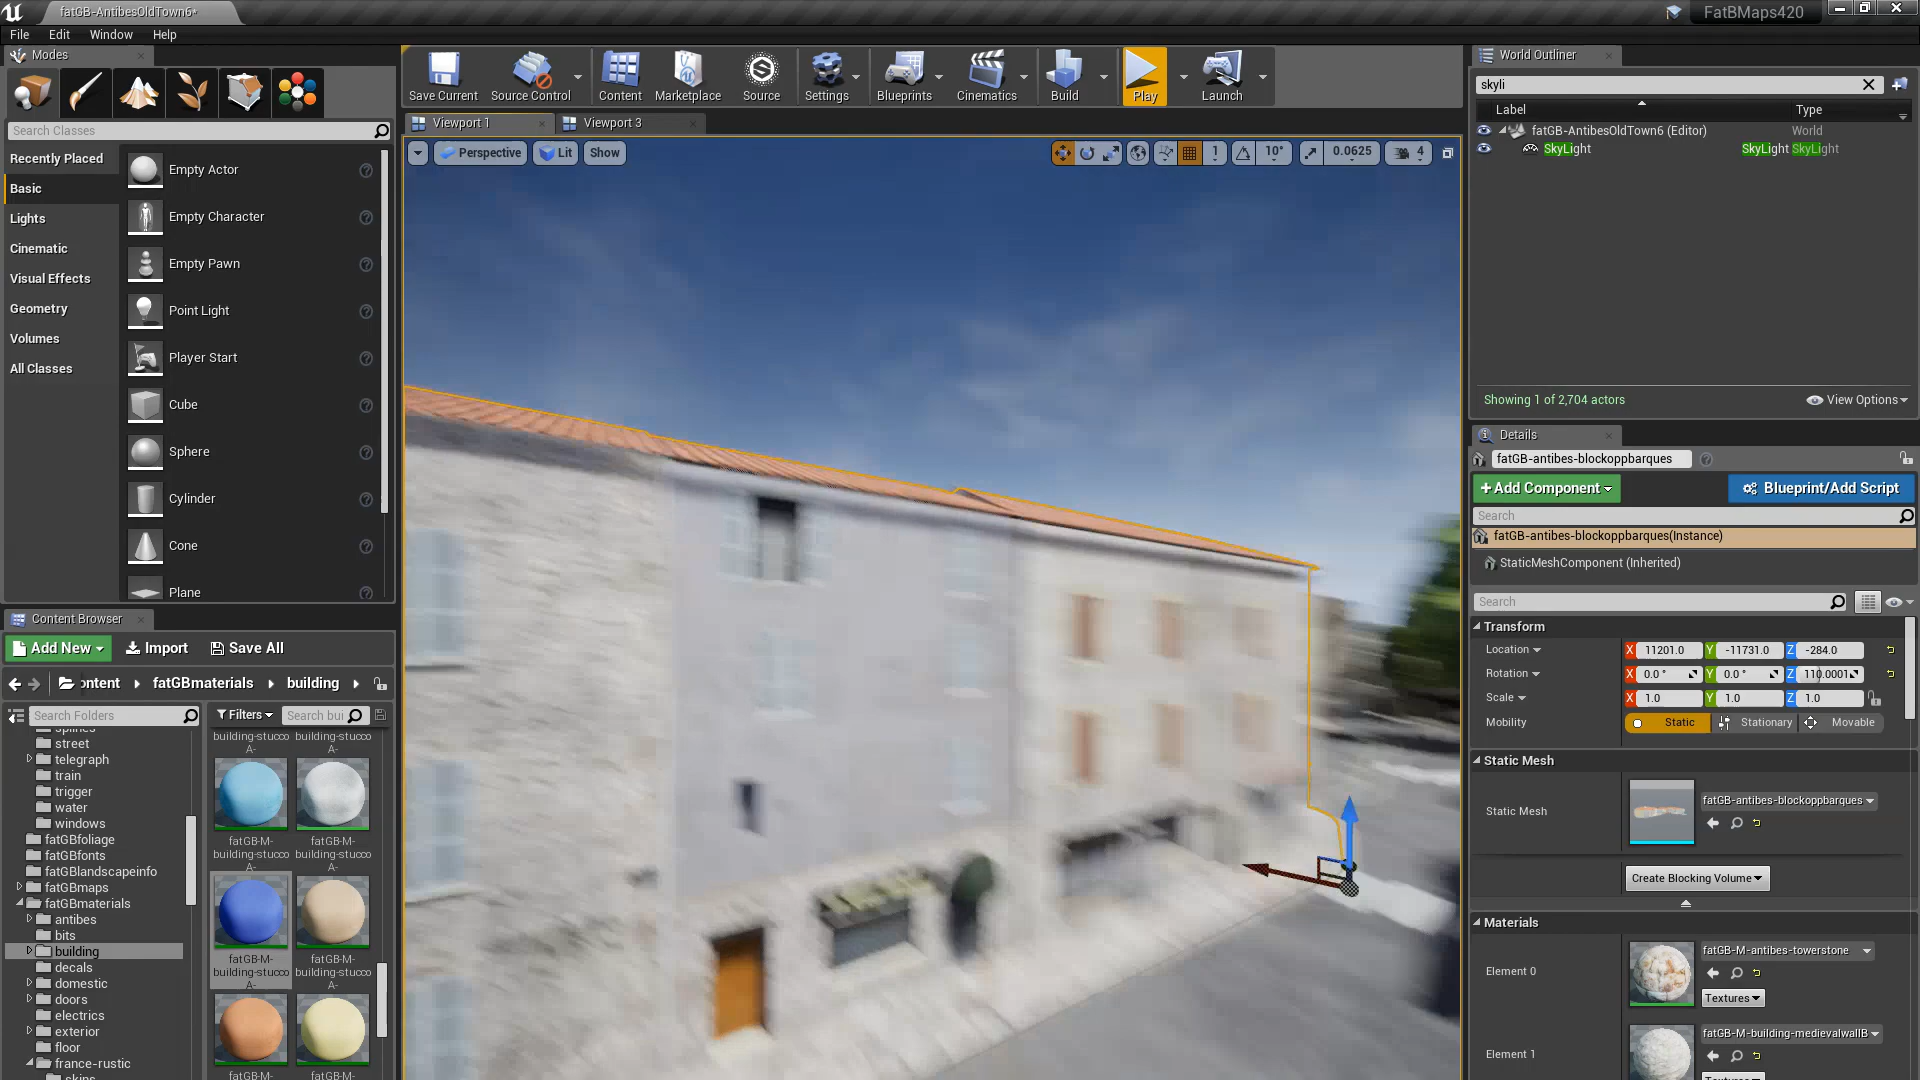 fatGB-AntibesOldTown6*
FatBMaps420
File Edit Window Help
Modes
Search Classes
Recently Placed
Basic
Lights
Cinematic
Visual Effects
Geometry
Volumes
All Classes
Empty Actor
Empty Character
Empty Pawn
Point Light
Player Start
Cube
Sphere
Cylinder
Cone
Plane
Content Browser
Add New Import Save All
ontent fatGBmaterials building
Search Folders
Filters Search bui
splines
street
telegraph
train
trigger
water
windows
fatGBfoliage
fatGBfonts
fatGBlandscapeinfo
fatGBmaps
fatGBmaterials
antibes
bits
building
decals
domestic
doors
electrics
exterior
floor
france-rustic
skins
building-stucco building-stucco
A- A-
fatGB-M- fatGB-M-
building-stucco building-stucco
A- A-
fatGB-M- fatGB-M-
building-stucco building-stucco
A- A-
fatGB-M- fatGB-M-
Save Current Source Control Content Marketplace Source Settings Blueprints Cinematics Build Play Launch
Viewport 1 Viewport 3
Perspective Lit Show 1 10° 0.0625 4
World Outliner
skyli
Label Type
fatGB-AntibesOldTown6 (Editor) World
SkyLight SkyLight SkyLight
Showing 1 of 2,704 actors View Options
Details
fatGB-antibes-blockoppbarques
+Add Component Blueprint/Add Script
Search
fatGB-antibes-blockoppbarques(Instance)
StaticMeshComponent (Inherited)
Search
Transform
Location X 11201.0 Y -11731.0 Z -284.0
Rotation X 0.0 ° Y 0.0 ° Z 110.0001
Scale X 1.0 Y 1.0 Z 1.0
Mobility Static Stationary Movable
Static Mesh
Static Mesh fatGB-antibes-blockoppbarques
Create Blocking Volume
Materials
Element 0 fatGB-M-antibes-towerstone
Textures
Element 1 fatGB-M-building-medievalwallB
Textures